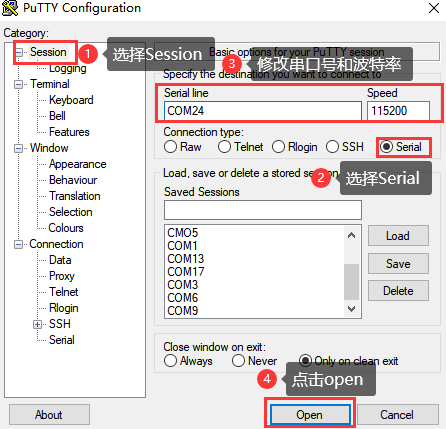 PuTTY Configuration
Category:
Session
Logging
Terminal
Keyboard
Bell
Features
Window
Appearance
Behaviour
Translation
Selection
Colours
Connection
Data
Proxy
Telnet
Rlogin
SSH
Serial
1 选择Session
Basic options for your PuTTY session
3 修改串口号和波特率
Specify the destination you want to connect to
Serial line Speed
COM24 115200
Connection type:
Raw Telnet Rlogin SSH Serial
Load, save or delete a stored session
2 选择Serial
Saved Sessions
CMO5
COM1
COM13
COM17
COM3
COM6
COM9
Load
Save
Delete
Close window on exit:
Always Never Only on clean exit
4 点击open
About Open Cancel